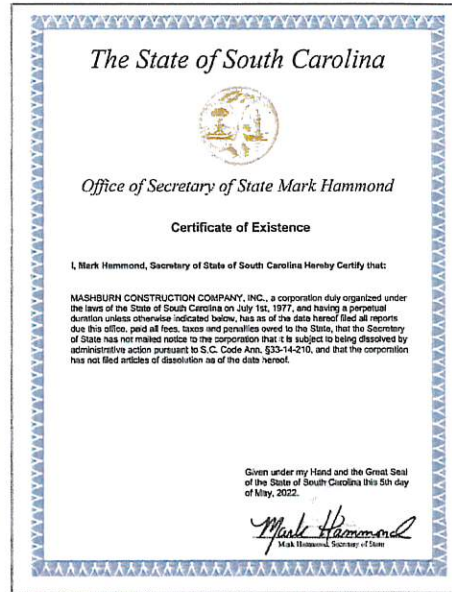 The State of South Carolina
Office of Secretary of State Mark Hammond
Certificate of Existence
I, Mark Hammond, Secretary of State of South Carolina Hereby Certify that:
MASHBURN CONSTRUCTION COMPANY, INC., a corporation duly organized under
the laws of the State of South Carolina on July 1st, 1977, and having a perpetual
duration unless otherwise indicated below, has as of the date hereof filed all reports
due this office, paid all fees, taxes and penalties owed to the State, that the Secretary
of State has not mailed notice to the corporation that it is subject to being dissolved by
administrative action pursuant to S.C. Code Ann. §33-14-210, and that the corporation
has not filed articles of dissolution as of the date hereof.
Given under my Hand and the Great Seal
of the State of South Carolina this 5th day
of May, 2022.
Mark Hammond
Mark Hammond, Secretary of State